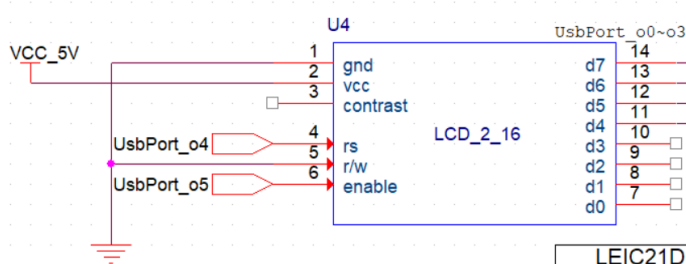 U4
UsbPort_o0~o3
VCC_5V
1
gnd
2
vcc
3
contrast
UsbPort_o4
4
rs
5
r/w
UsbPort_o5
6
enable
LCD_2_16
14
d7
13
d6
12
d5
11
d4
10
d3
9
d2
8
d1
7
d0
LEIC21D